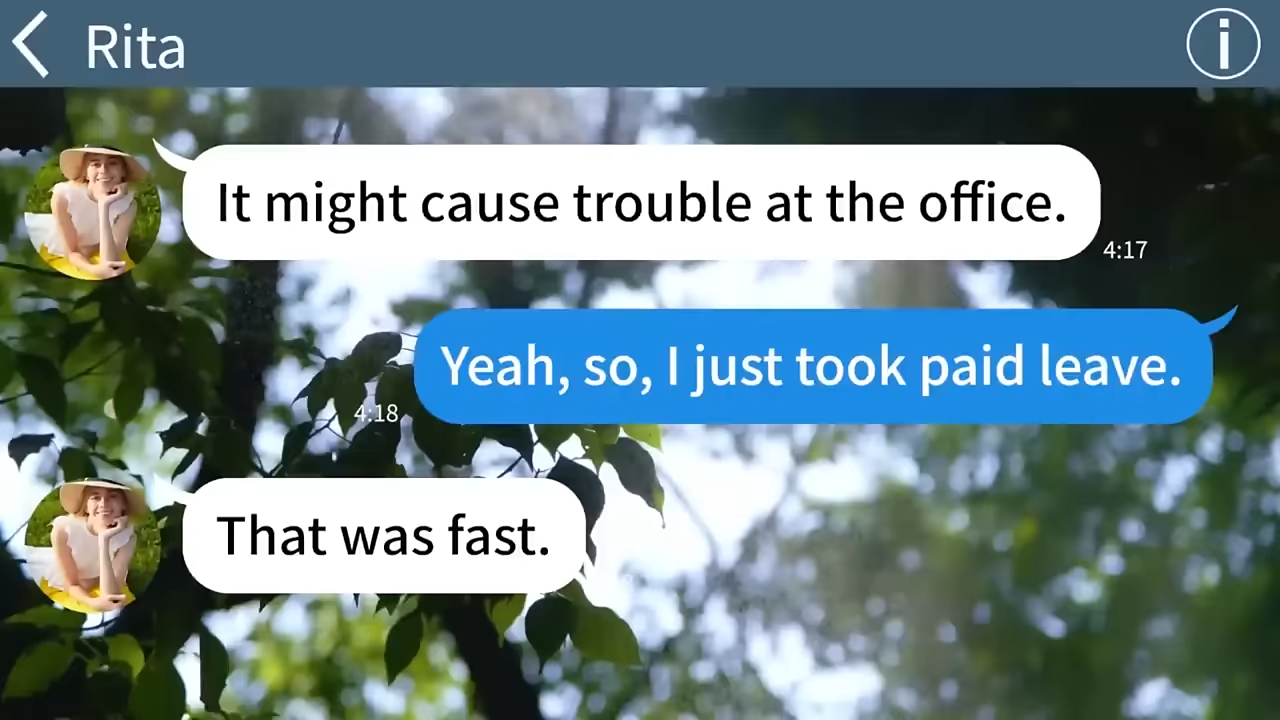 Rita
It might cause trouble at the office.
4:17
Yeah, so, I just took paid leave.
4:18
That was fast.